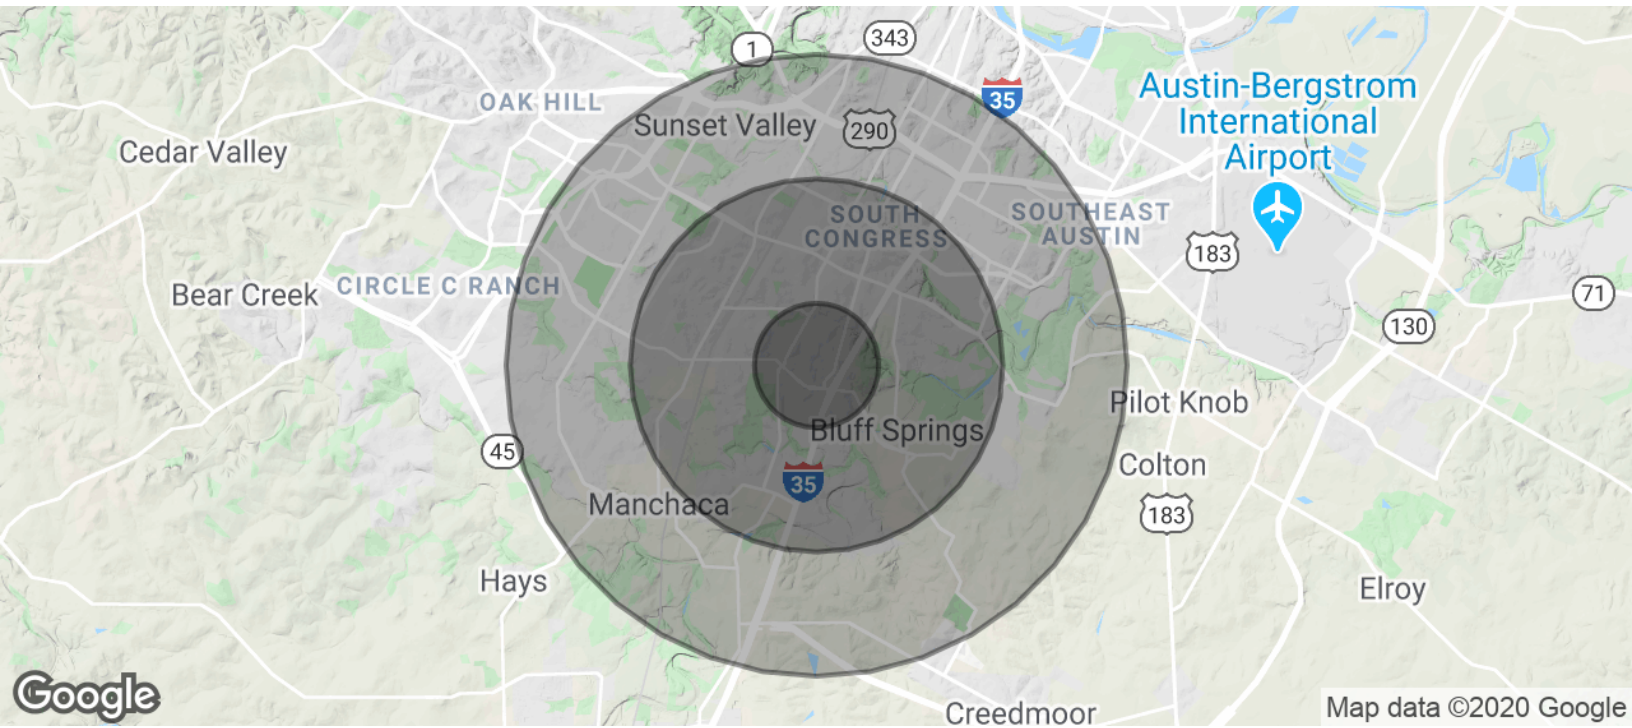 1
343
35
OAK HILL
Austin-Bergstrom
International
Airport
Sunset Valley
290
Cedar Valley
SOUTH
CONGRESS
SOUTHEAST
AUSTIN
183
Bear Creek
CIRCLE C RANCH
71
130
Pilot Knob
Bluff Springs
45
Colton
35
Manchaca
183
Hays
Elroy
Google
Creedmoor
Map data ©2020 Google